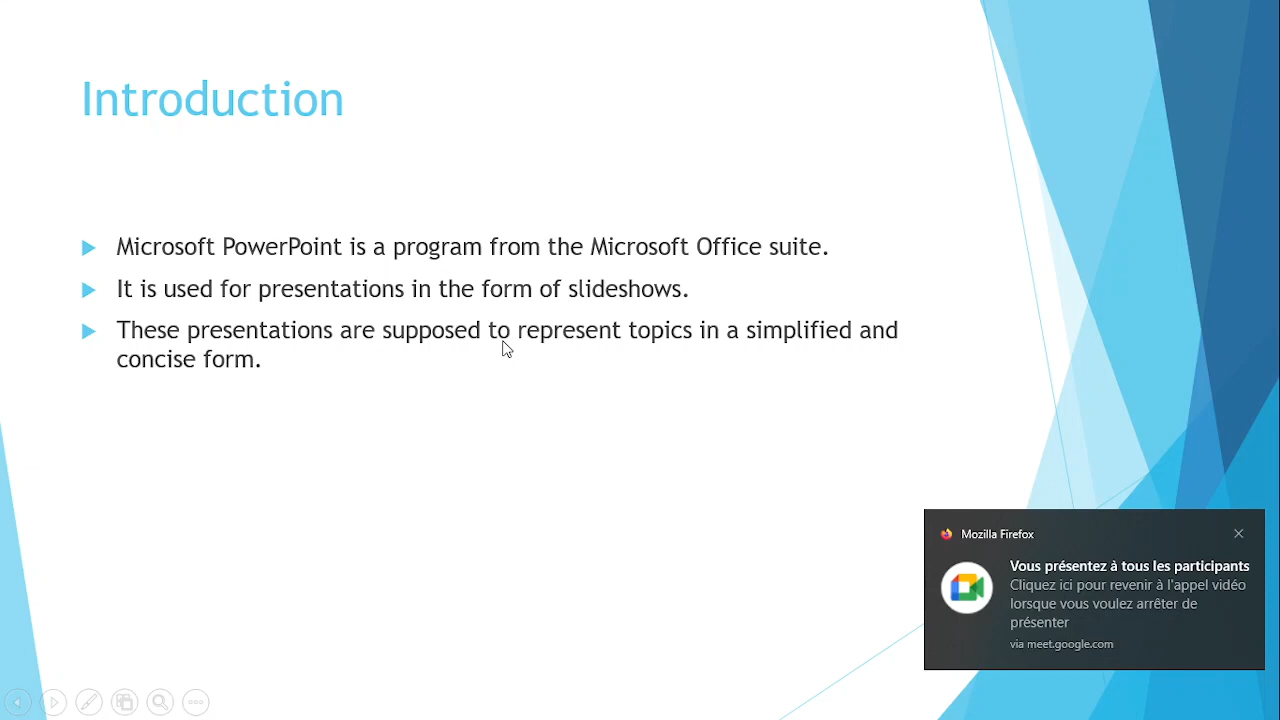 Introduction
Microsoft PowerPoint is a program from the Microsoft Office suite.
It is used for presentations in the form of slideshows.
These presentations are supposed to represent topics in a simplified and
concise form.
Mozilla Firefox
Vous présentez à tous les participants
Cliquez ici pour revenir à l'appel vidéo
lorsque vous voulez arrêter de
présenter
via meet.google.com